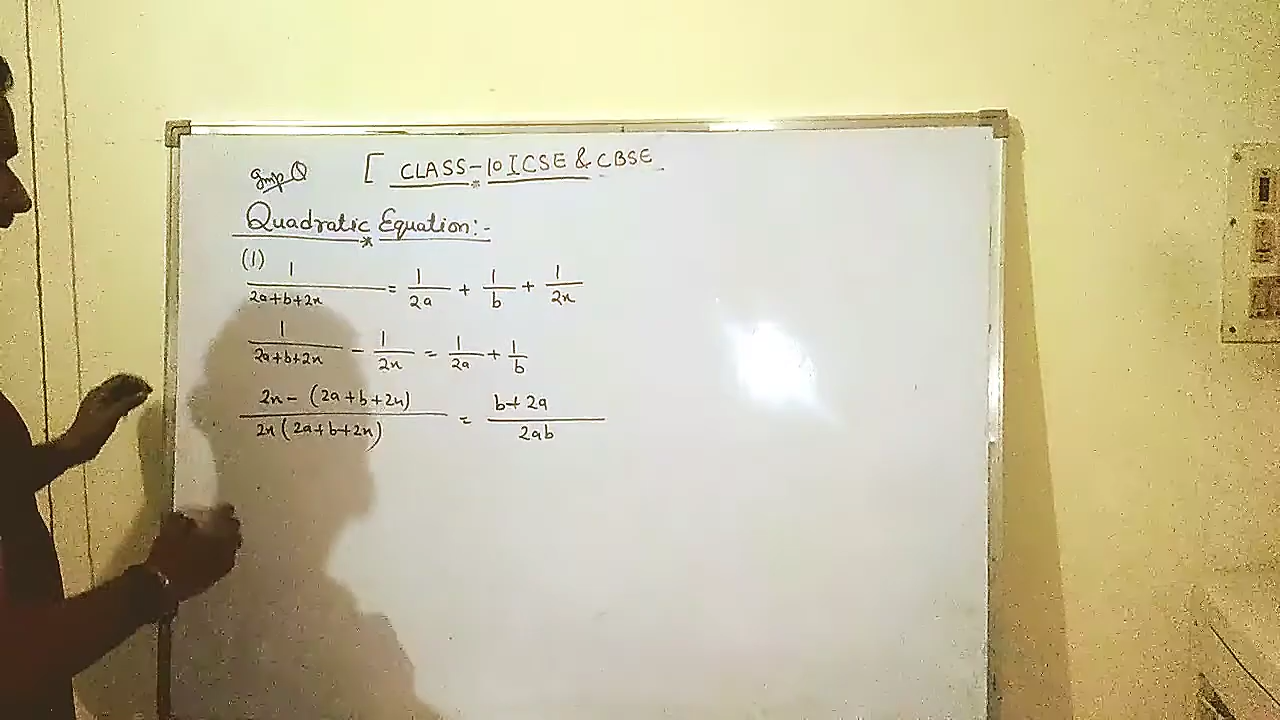 Imp Q [ CLASS-10 ICSE & CBSE
Quadratic Equation:-
(1) 1/(2a+b+2x) = 1/2a + 1/b + 1/2x
1/(2a+b+2x) - 1/2x = 1/2a + 1/b
2x - (2a+b+2x) / 2x(2a+b+2x) = b+2a / 2ab